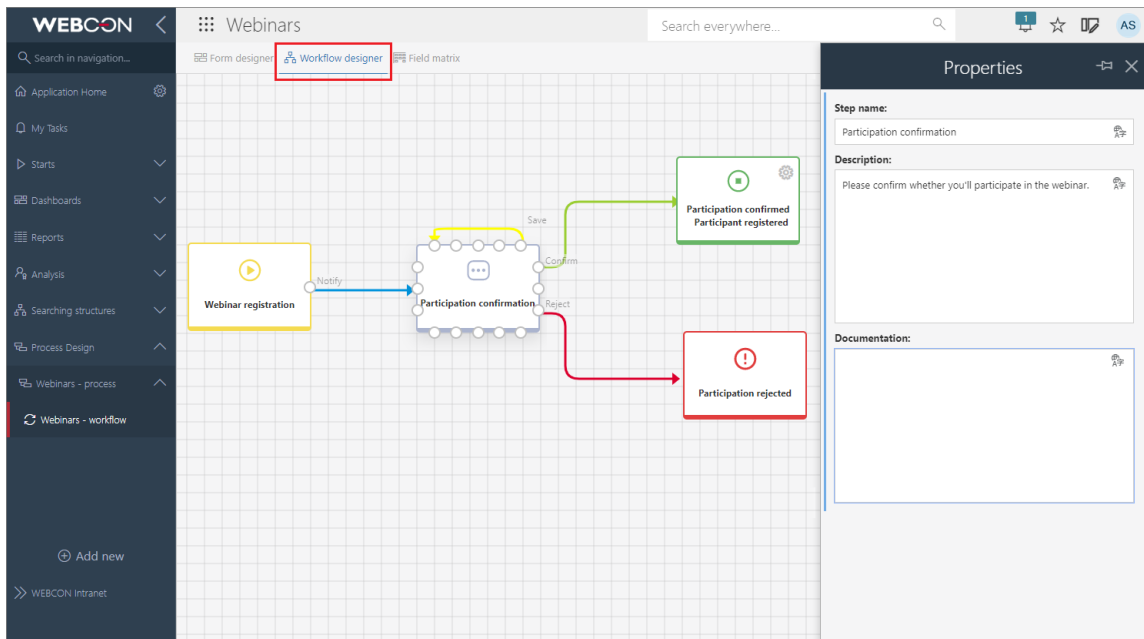 WEBCON
Webinars
Search everywhere...
1
AS
Search in navigation...
Form designer
Workflow designer
Field matrix
Properties
Application Home
My Tasks
Starts
Dashboards
Reports
Analysis
Searching structures
Process Design
Webinars - process
Webinars - workflow
Add new
WEBCON Intranet
Webinar registration
Notify
Save
Participation confirmation
Confirm
Reject
Participation confirmed
Participant registered
Participation rejected
Step name:
Participation confirmation
Description:
Please confirm whether you'll participate in the webinar.
Documentation: